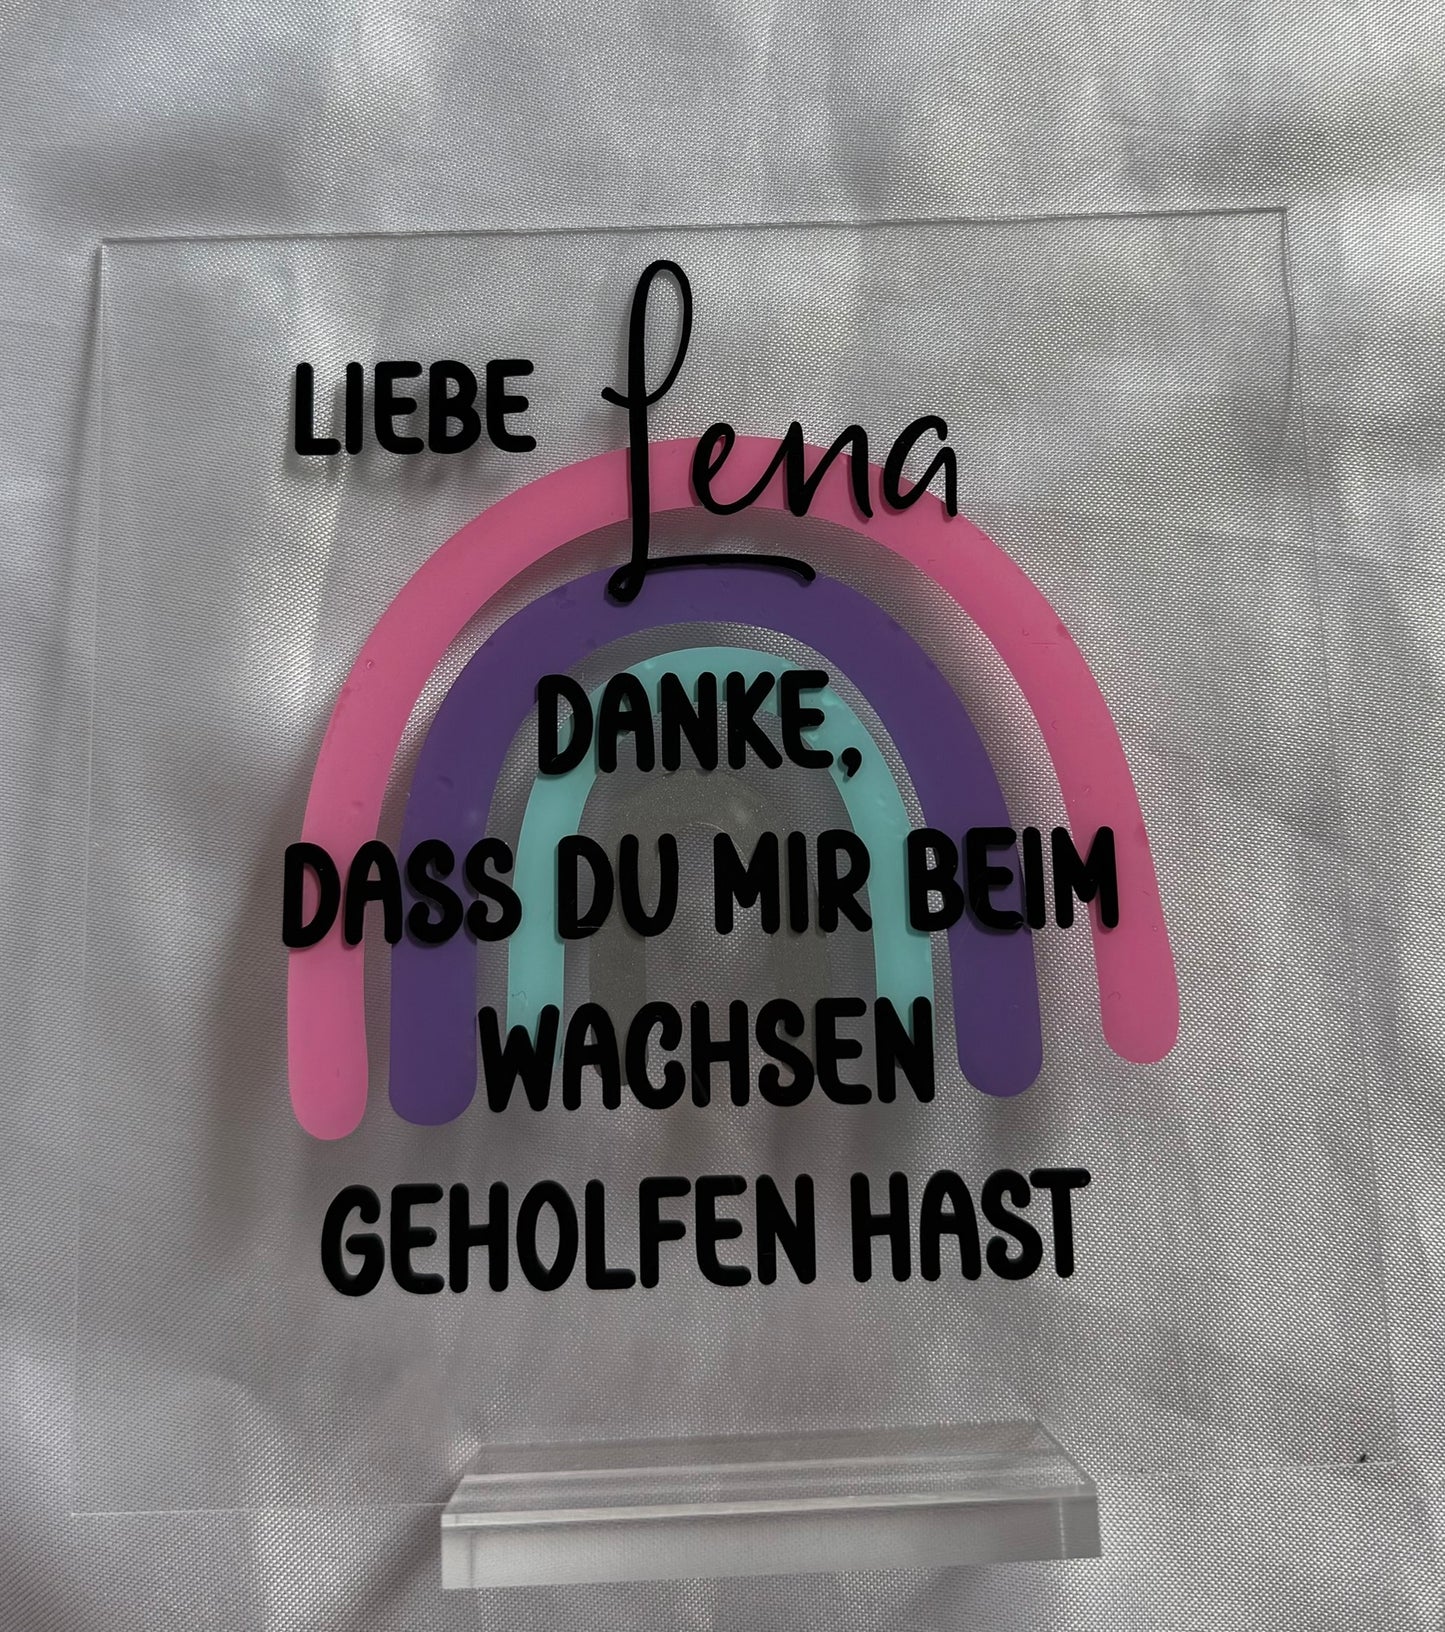 LIEBE Lena
DANKE,
DASS DU MIR BEIM
WACHSEN
GEHOLFEN HAST